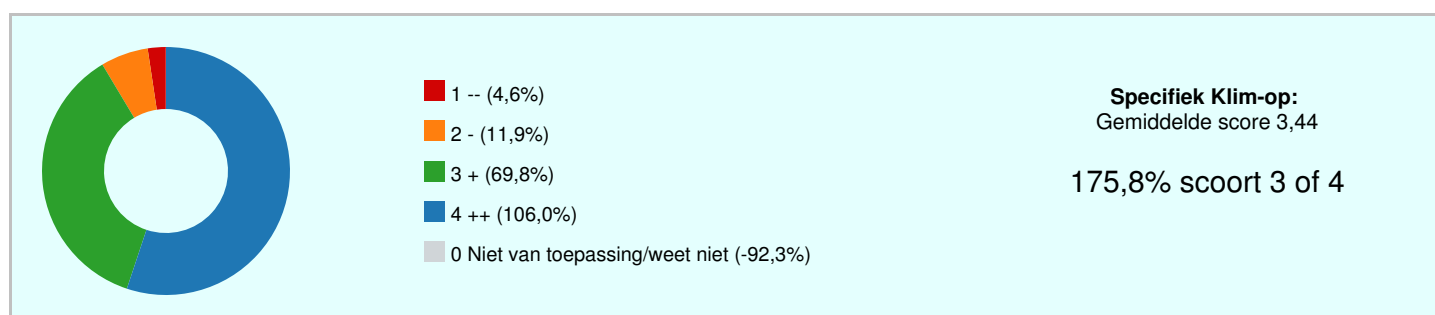 1 -- (4,6%)
2 - (11,9%)
3 + (69,8%)
4 ++ (106,0%)
0 Niet van toepassing/weet niet (-92,3%)
Specifiek Klim-op:
Gemiddelde score 3,44
175,8% scoort 3 of 4